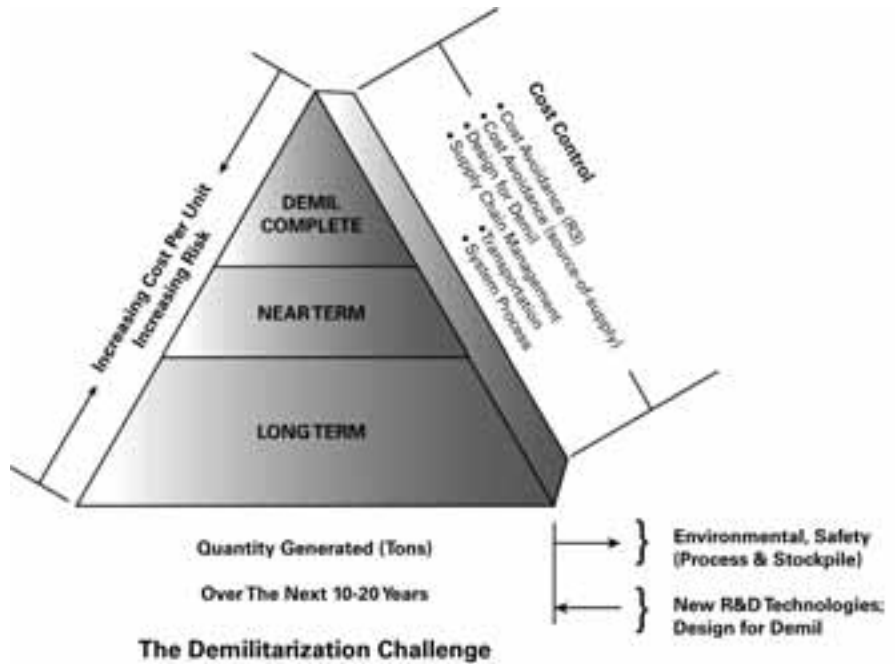 Increasing Cost Per Unit
Increasing Risk
DEMIL
COMPLETE
NEAR TERM
LONG TERM
Cost Control
• Cost Avoidance (R3)
• Cost Avoidance (source-of-supply)
• Design for Demil
• Supply Chain Management
• Transportation
• System Process
Quantity Generated (Tons)
Over The Next 10-20 Years
Environmental, Safety
(Process & Stockpile)
New R&D Technologies;
Design for Demil
The Demilitarization Challenge